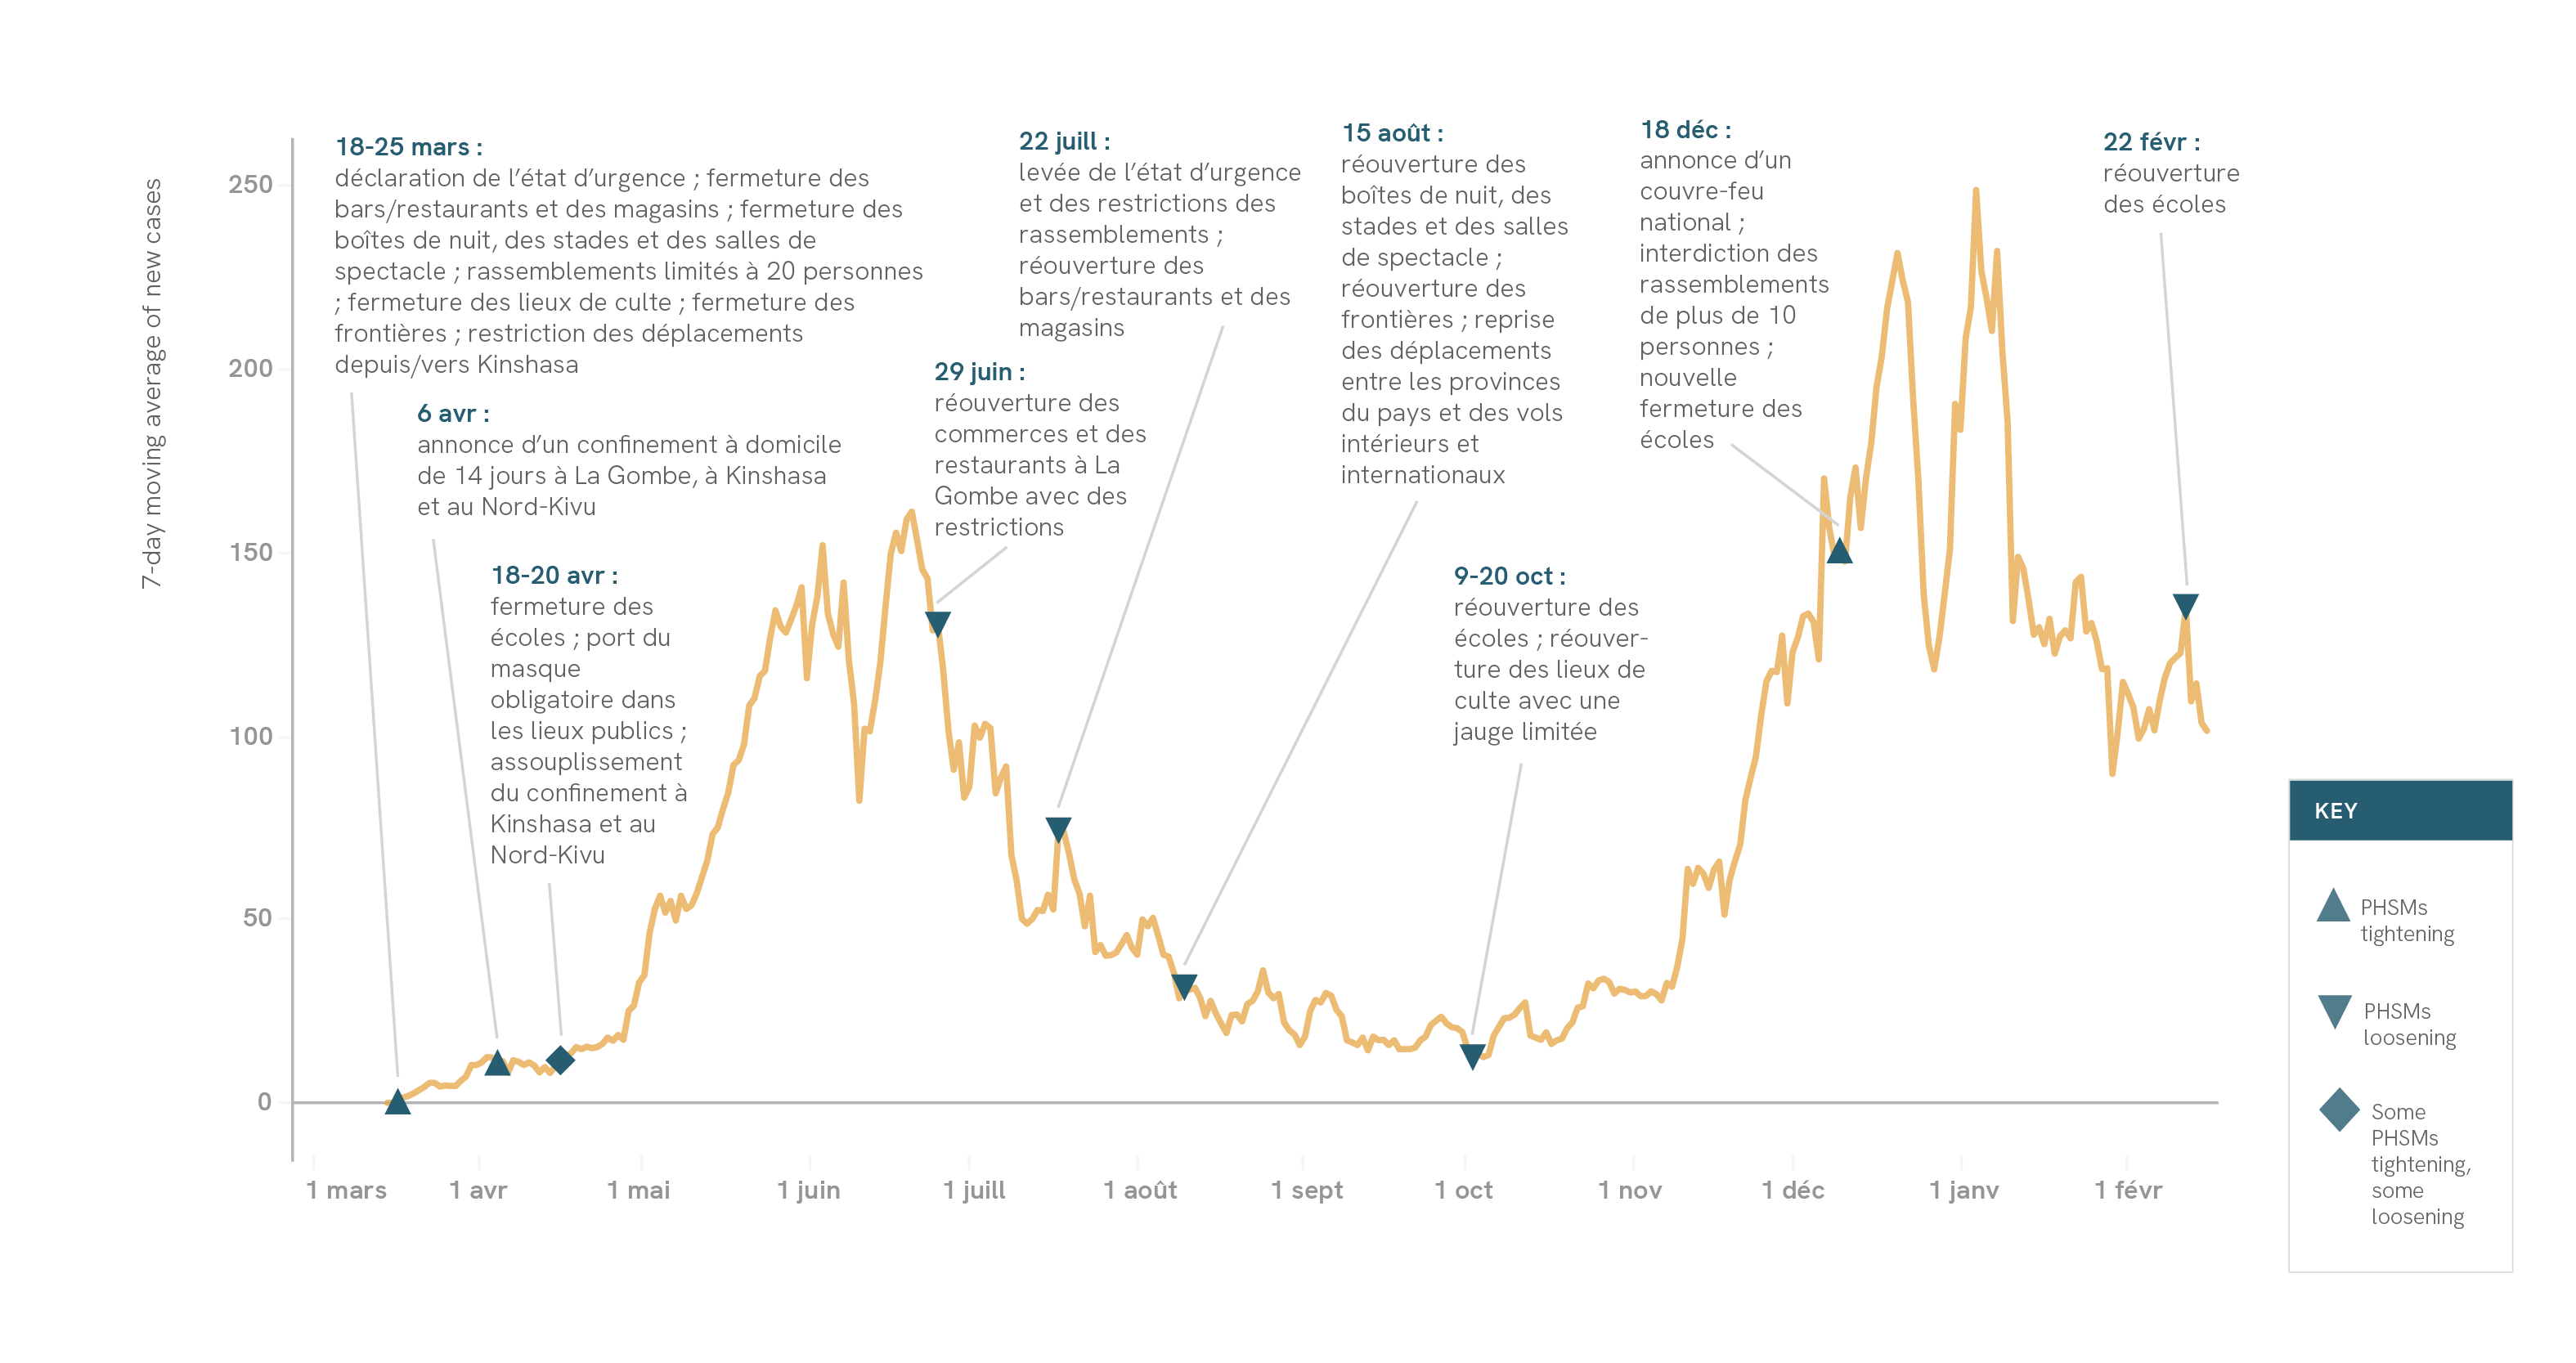 18-25 mars :
déclaration de l’état d’urgence ; fermeture des
bars/restaurants et des magasins ; fermeture des
boîtes de nuit, des stades et des salles de
spectacle ; rassemblements limités à 20 personnes
; fermeture des lieux de culte ; fermeture des
frontières ; restriction des déplacements
depuis/vers Kinshasa
6 avr :
annonce d’un confinement à domicile
de 14 jours à La Gombe, à Kinshasa
et au Nord-Kivu
18-20 avr :
fermeture des
écoles ; port du
masque
obligatoire dans
les lieux publics ;
assouplissement
du confinement à
Kinshasa et au
Nord-Kivu
29 juin :
réouverture des
commerces et des
restaurants à La
Gombe avec des
restrictions
22 juill :
levée de l’état d’urgence
et des restrictions des
rassemblements ;
réouverture des
bars/restaurants et des
magasins
15 août :
réouverture des
boîtes de nuit, des
stades et des salles
de spectacle ;
réouverture des
frontières ; reprise
des déplacements
entre les provinces
du pays et des vols
intérieurs et
internationaux
9-20 oct :
réouverture des
écoles ; réouver-
ture des lieux de
culte avec une
jauge limitée
18 déc :
annonce d’un
couvre-feu
national ;
interdiction des
rassemblements
de plus de 10
personnes ;
nouvelle
fermeture des
écoles
22 févr :
réouverture
des écoles
7-day moving average of new cases
250
200
150
100
50
0
1 mars
1 avr
1 mai
1 juin
1 juill
1 août
1 sept
1 oct
1 nov
1 déc
1 janv
1 févr
KEY
PHSMs
tightening
PHSMs
loosening
Some
PHSMs
tightening,
some
loosening